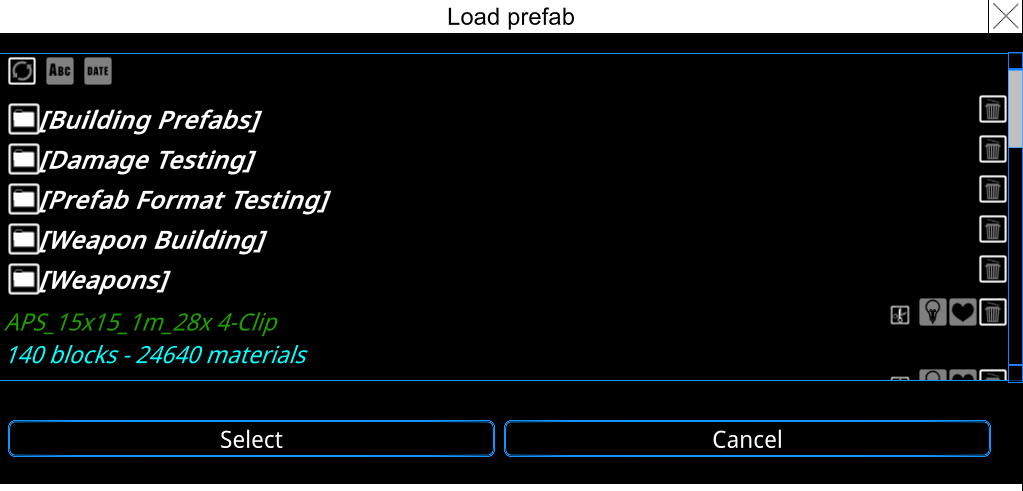 Load prefab
ABC DATE
[Building Prefabs]
[Damage Testing]
[Prefab Format Testing]
[Weapon Building]
[Weapons]
APS_15x15_1m_28x 4-Clip
140 blocks - 24640 materials
Select Cancel